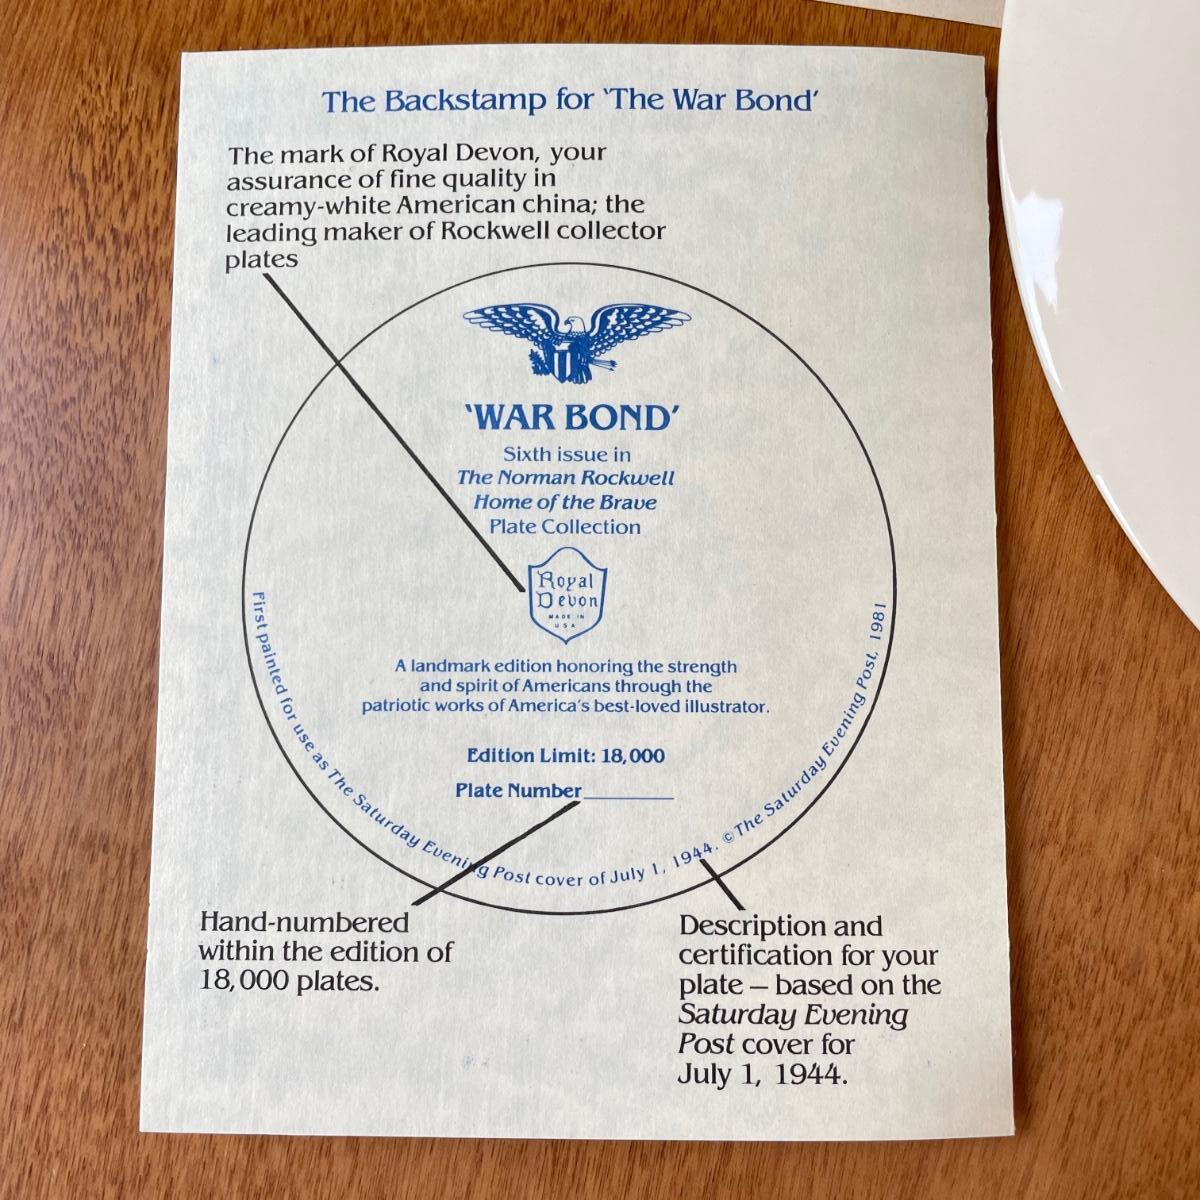 The Backstamp for ‘The War Bond’
The mark of Royal Devon, your
assurance of fine quality in
creamy-white American china; the
leading maker of Rockwell collector
plates
‘WAR BOND’
Sixth issue in
The Norman Rockwell
Home of the Brave
Plate Collection
Royal
Devon
MADE IN
USA
A landmark edition honoring the strength
and spirit of Americans through the
patriotic works of America's best-loved illustrator.
Edition Limit: 18,000
Plate Number________
First painted for use as The Saturday Evening Post cover of July 1, 1944. ©The Saturday Evening Post, 1981
Hand-numbered
within the edition of
18,000 plates.
Description and
certification for your
plate – based on the
Saturday Evening
Post cover for
July 1, 1944.